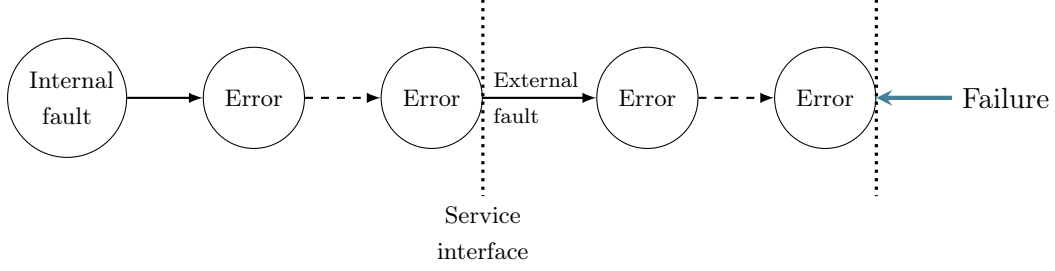 Internal
fault
Error
Error
External
fault
Error
Error
Failure
Service
interface